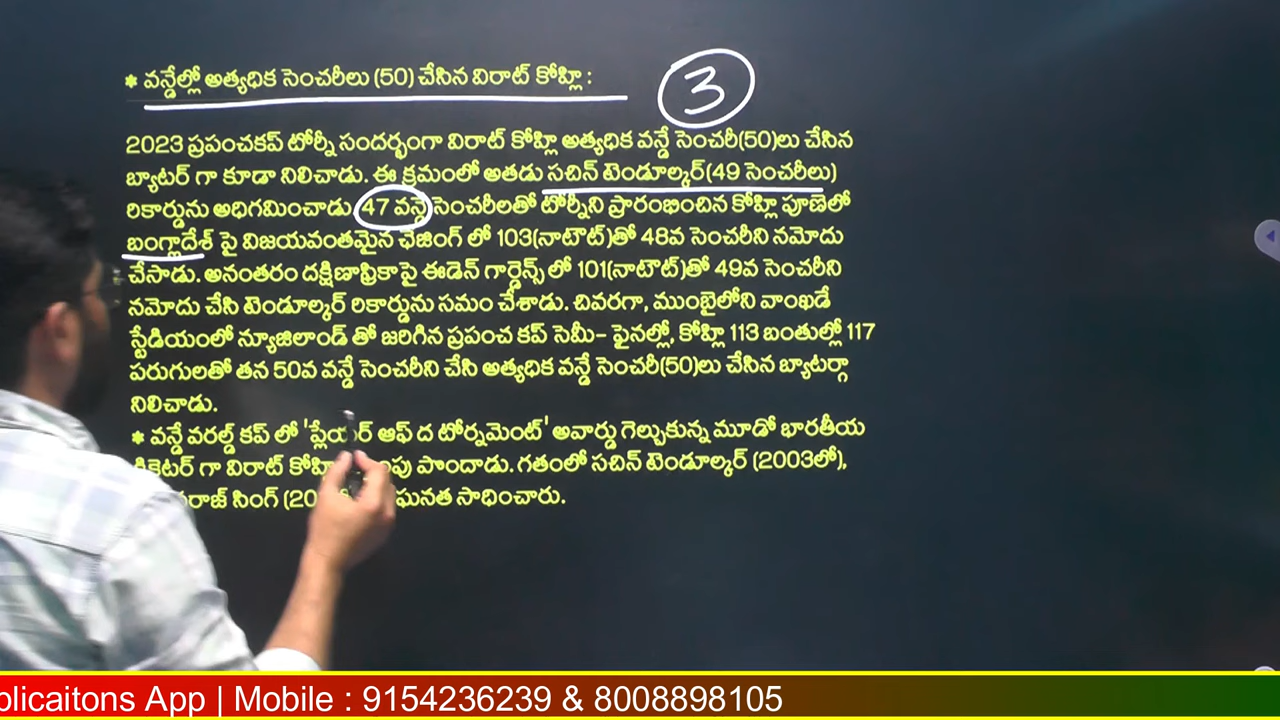 * వన్డేల్లో అత్యధిక సెంచరీలు (50) చేసిన విరాట్ కోహ్లి :
3
2023 ప్రపంచకప్ టోర్నీ సందర్భంగా విరాట్ కోహ్లి అత్యధిక వన్డే సెంచరీ(50)లు చేసిన
బ్యాటర్ గా కూడా నిలిచాడు. ఈ క్రమంలో అతడు సచిన్ టెండూల్కర్(49 సెంచరీలు)
రికార్డును అధిగమించాడు 47 వన్డే సెంచరీలతో టోర్నీని ప్రారంభించిన కోహ్లి పూణేలో
బంగ్లాదేశ్ పై విజయవంతమైన ఛేజింగ్ లో 103(నాటౌట్)తో 48వ సెంచరీని నమోదు
చేసాడు. అనంతరం దక్షిణాఫ్రికాపై ఈడెన్ గార్డెన్స్ లో 101(నాటౌట్)తో 49వ సెంచరీని
నమోదు చేసి టెండూల్కర్ రికార్డును సమం చేశాడు. చివరగా, ముంబైలోని వాంఖడే
స్టేడియంలో న్యూజిలాండ్ తో జరిగిన ప్రపంచ కప్ సెమీ- ఫైనల్లో, కోహ్లి 113 బంతుల్లో 117
పరుగులతో తన 50వ వన్డే సెంచరీని చేసి అత్యధిక వన్డే సెంచరీ(50)లు చేసిన బ్యాటర్గా
నిలిచాడు.
* వన్డే వరల్డ్ కప్ లో 'ప్లేయర్ ఆఫ్ ద టోర్నమెంట్' అవార్డు గెల్చుకున్న మూడో భారతీయ
గా విరాట్ కోహ్లి పొందాడు. గతంలో సచిన్ టెండూల్కర్ (2003లో),
సింగ్ ఘనత సాధించారు.
App | Mobile : 9154236239 & 8008898105